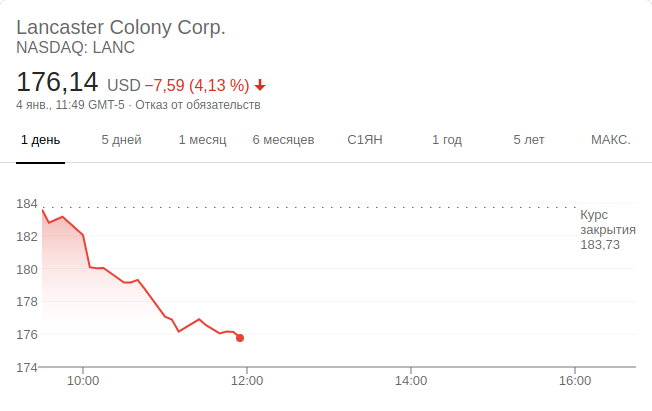 Lancaster Colony Corp.
NASDAQ: LANC
176,14 USD −7,59 (4,13 %)
4 янв., 11:49 GMT-5 · Отказ от обязательств
1 день 5 дней 1 месяц 6 месяцев С1ЯН 1 год 5 лет МАКС.
184
182
180
178
176
174
Курс
закрытия
183,73
10:00 12:00 14:00 16:00